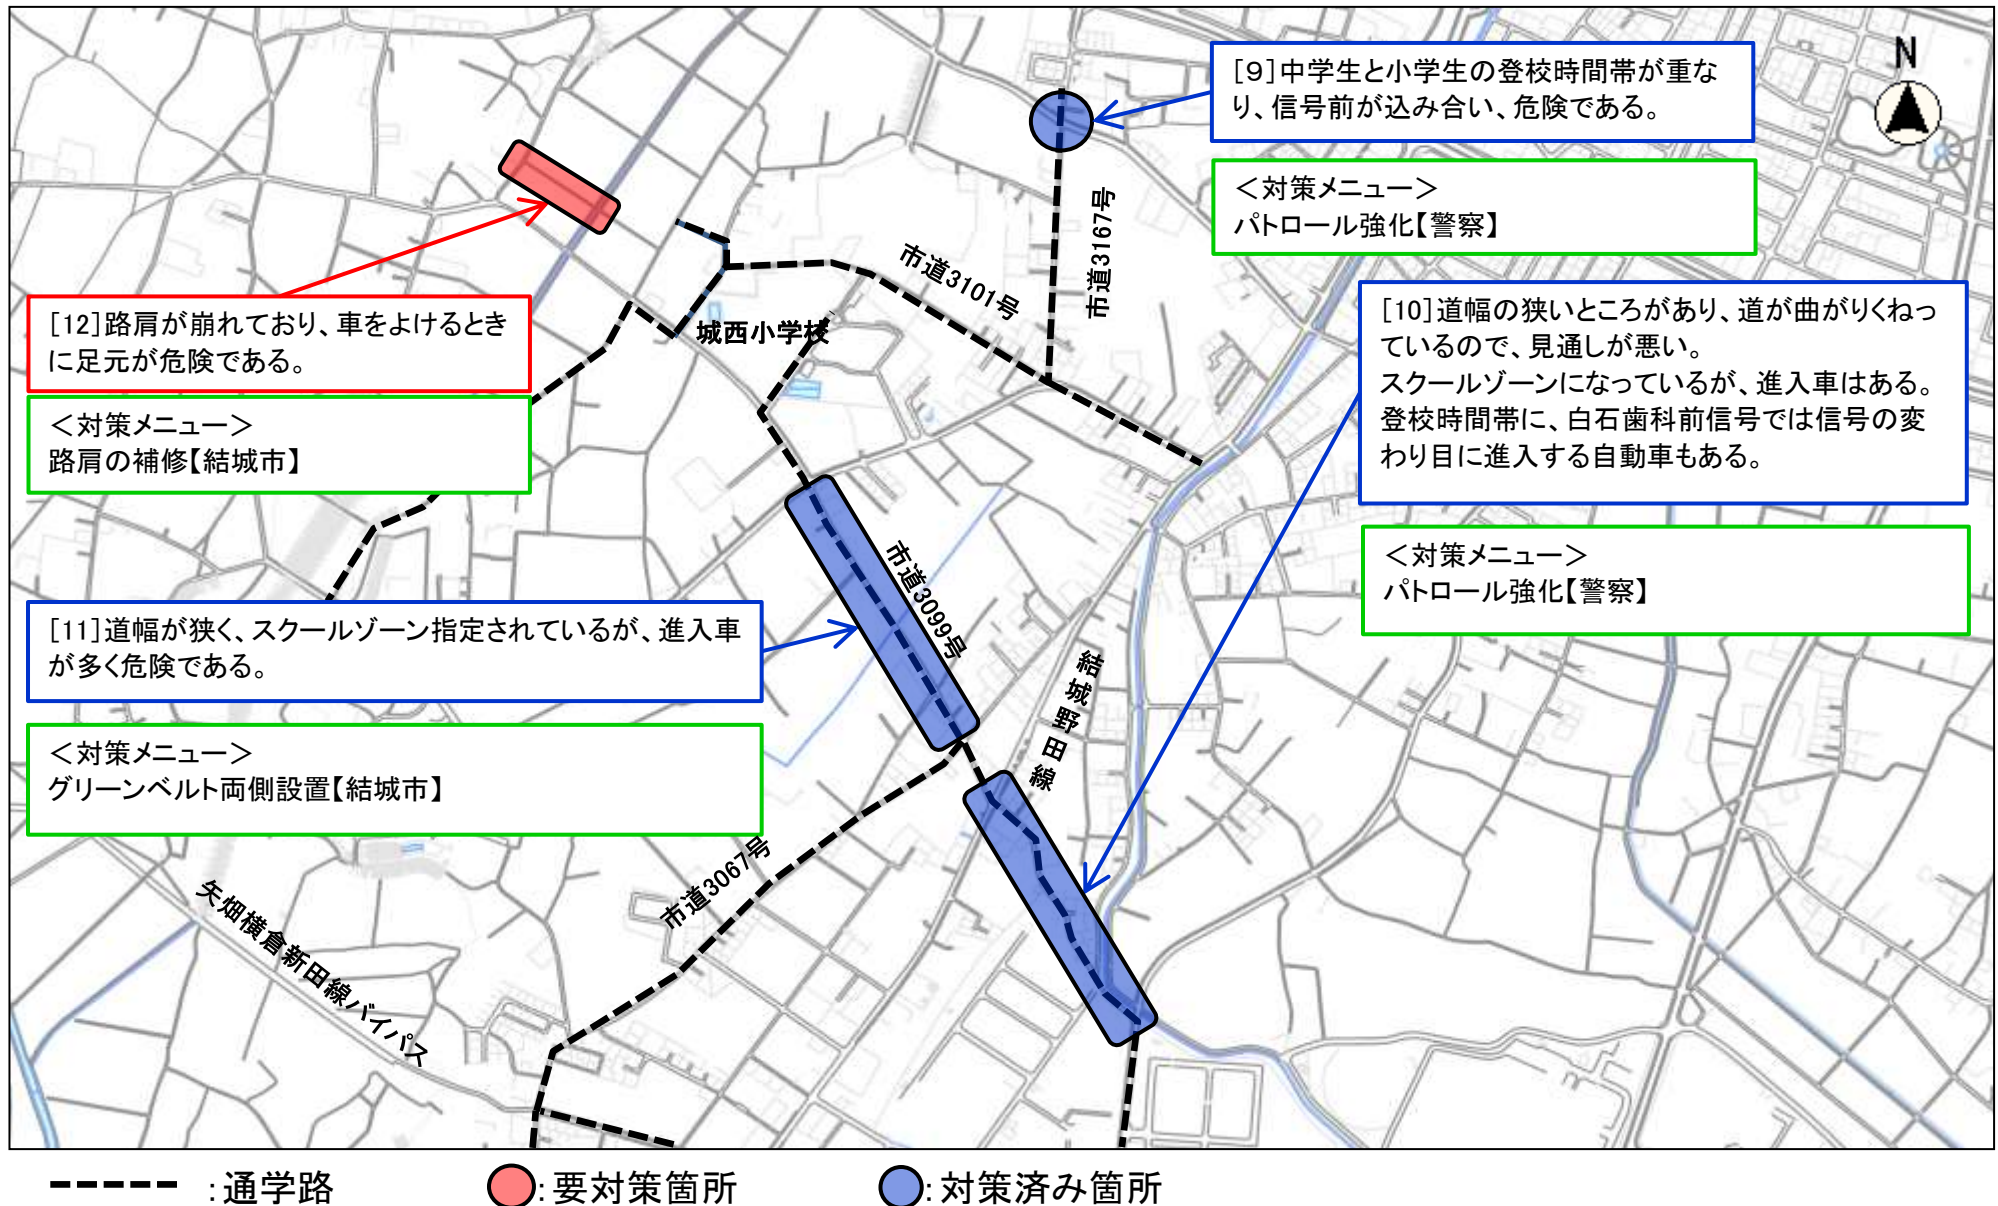 N
[9]中学生と小学生の登校時間帯が重な
り、信号前が込み合い、危険である。
＜対策メニュー＞
パトロール強化【警察】
市道3167号
市道3101号
[10]道幅の狭いところがあり、道が曲がりくねっ
ているので、見通しが悪い。
スクールゾーンになっているが、進入車はある。
登校時間帯に、白石歯科前信号では信号の変
わり目に進入する自動車もある。
＜対策メニュー＞
パトロール強化【警察】
[12]路肩が崩れており、車をよけるとき
に足元が危険である。
＜対策メニュー＞
路肩の補修【結城市】
城西小学校
市道3099号
結城野田線
[11]道幅が狭く、スクールゾーン指定されているが、進入車
が多く危険である。
＜対策メニュー＞
グリーンベルト両側設置【結城市】
市道3067号
矢畑横倉新田線バイパス
:通学路
:要対策箇所
:対策済み箇所